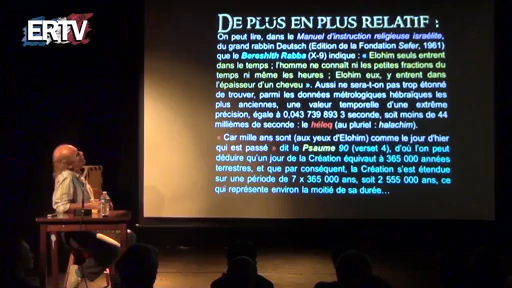 ERTV
DE PLUS EN PLUS RELATIF :
On peut lire, dans le Manuel d'instruction religieuse israélite,
du grand rabbin Deutsch (Edition de la Fondation Sefer, 1961)
que le Bereshith Rabba (X-9) indique : « Elohim seuls entrent
dans le temps ; l'homme ne connaît ni les petites fractions du
temps ni même les heures ; Elohim eux, y entrent dans
l'épaisseur d'un cheveu ». Aussi ne sera-t-on pas trop étonné
de trouver, parmi les données métrologiques hébraïques les
plus anciennes, une valeur temporelle d'une extrême
précision, égale à 0,043 739 893 3 seconde, soit moins de 44
millièmes de seconde : le héleq (au pluriel : halachim).
« Car mille ans sont (aux yeux d'Elohim) comme le jour d'hier
qui est passé » dit le Psaume 90 (verset 4), d'où l'on peut
déduire qu'un jour de la Création équivaut à 365 000 années
terrestres, et que par conséquent, la Création s'est étendue
sur une période de 7 x 365 000 ans, soit 2 555 000 ans, ce
qui représente environ la moitié de sa durée…